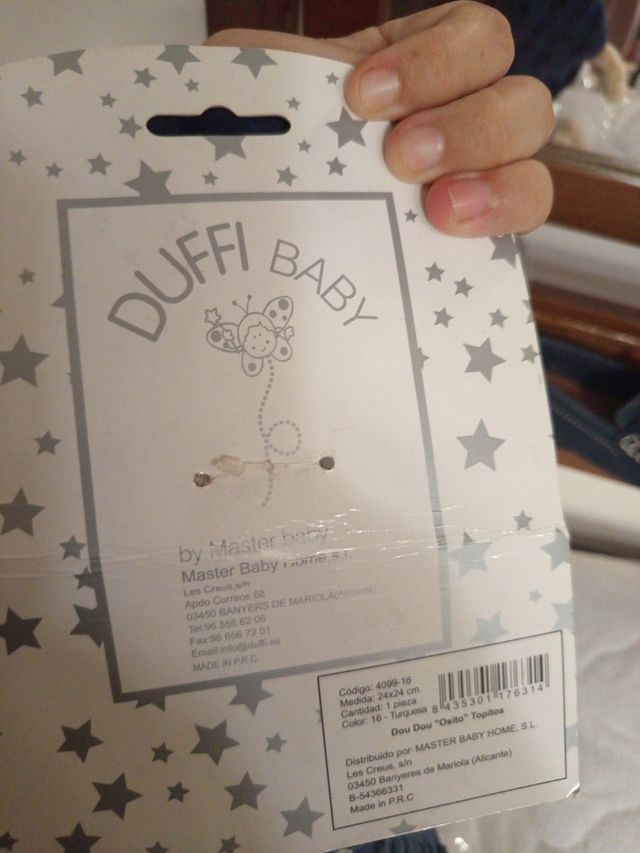 DUFFI BABY
by Master baby
Master Baby Home,s.L
Les Creus,s/n
Apdo Correos 68
03450 BANYERS DE MARIOLA(Alicante)
Tel:96 556 62 06
Fax:96 656 72 01
Email:info@duffi.es
MADE IN P.R.C.
Código: 4099-16
Medida: 24x24 cm
Cantidad: 1 pieza
Color: 16 - Turquesa
8 435301 176314
Dou Dou "Osito" Topitos
Distribuido por: MASTER BABY HOME, S.L.
Les Creus, s/n
03450 Banyeres de Mariola (Alicante)
B-54366331
Made in P.R.C